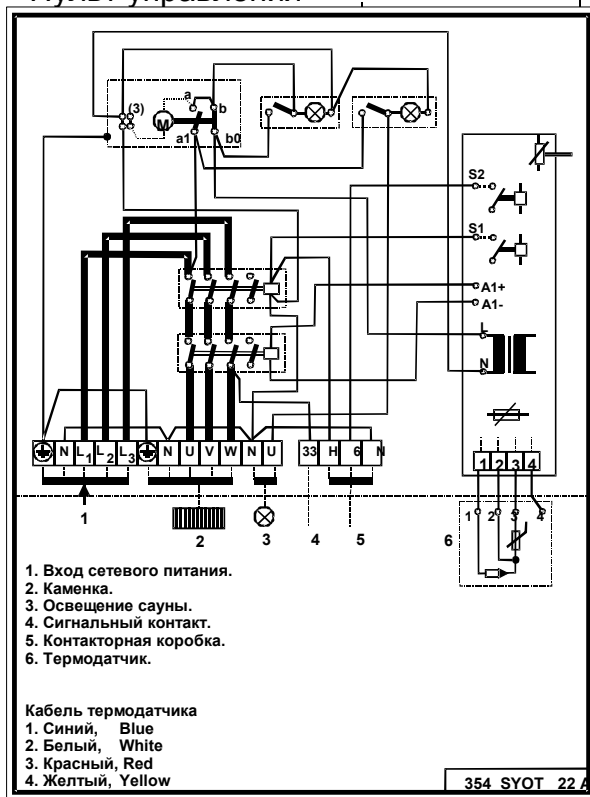 Пульт управления
(3)
M
a
b
a1
b0
S2
S1
A1+
A1-
L
N
N L1 L2 L3 N U V W N U 33 H 6 N
1 2 3 4
1 2 3 4
1 2 3 4 5 6
1. Вход сетевого питания.
2. Каменка.
3. Освещение сауны.
4. Сигнальный контакт.
5. Контакторная коробка.
6. Термодатчик.
Кабель термодатчика
1. Синий, Blue
2. Белый, White
3. Красный, Red
4. Желтый, Yellow
354 SYOT 22 A